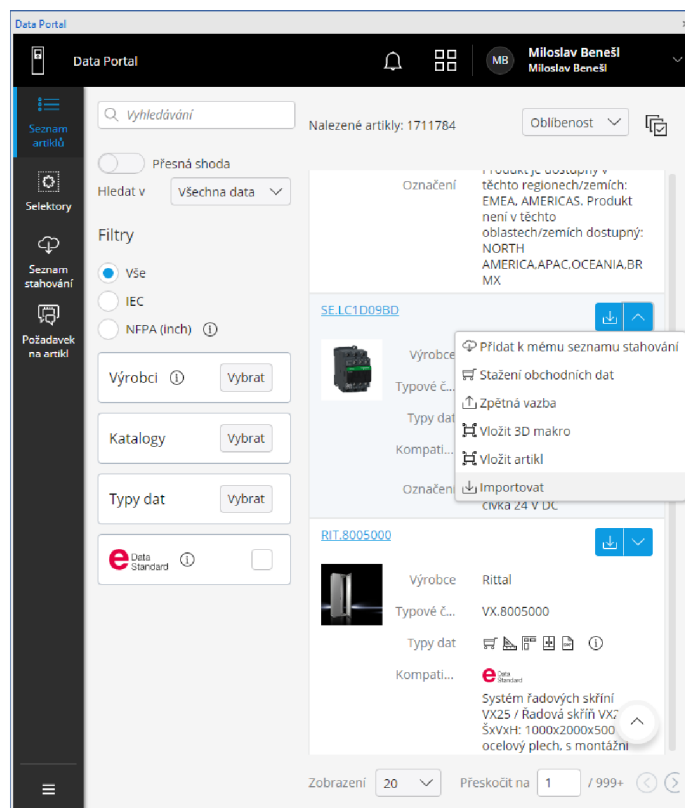 Data Portal
Data Portal
MB
Miloslav Benešl
Miloslav Benešl
Seznam
artiklů
Selektory
Seznam
stahování
Požadavek
na artikl
Vyhledávání
Přesná shoda
Hledat v
Všechna data
Filtry
Vše
IEC
NFPA (inch)
Výrobci
Vybrat
Katalogy
Vybrat
Typy dat
Vybrat
e Data
Standard
Nalezené artikly: 1711784
Oblíbenost
Označení
Produkt je dostupný v
těchto regionech/zemích:
EMEA, AMERICAS. Produkt
není v těchto
oblastech/zemích dostupný:
NORTH
AMERICA,APAC,OCEANIA,BR
MX
SE.LC1D09BD
Výrobce
Typové č...
Typy dat
Kompati...
Označení
cívka 24 V DC
Přidat k mému seznamu stahování
Stažení obchodních dat
Zpětná vazba
Vložit 3D makro
Vložit artikl
Importovat
RIT.8005000
Výrobce
Rittal
Typové č...
VX.8005000
Typy dat
Kompati...
e Data
Standard
Systém řadových skříní
VX25 / Řadová skříň VX2
ŠxVxH: 1000x2000x500
ocelový plech, s montážní
Zobrazení
20
Přeskočit na
1
/ 999+